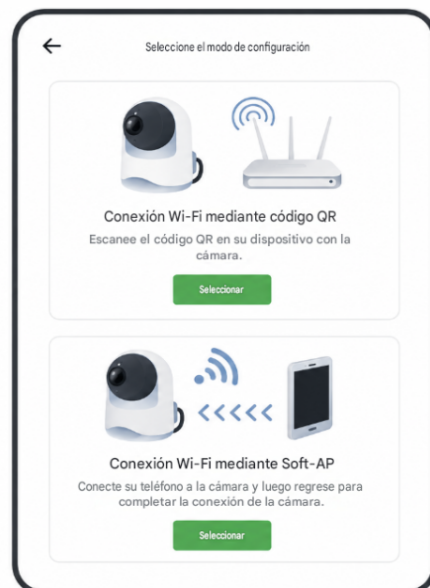 Seleccione el modo de configuración
Conexión Wi-Fi mediante código QR
Escanee el código QR en su dispositivo con la
cámara.
Seleccionar
Conexión Wi-Fi mediante Soft-AP
Conecte su teléfono a la cámara y luego regrese para
completar la conexión de la cámara.
Seleccionar